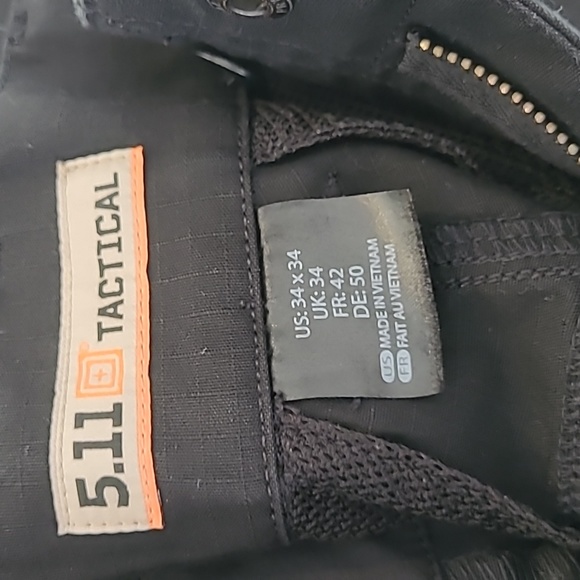 5.11 TACTICAL
US: 34 x 34
UK: 34
FR: 42
DE: 50
US MADE IN VIETNAM
FR FAIT AU VIETNAM